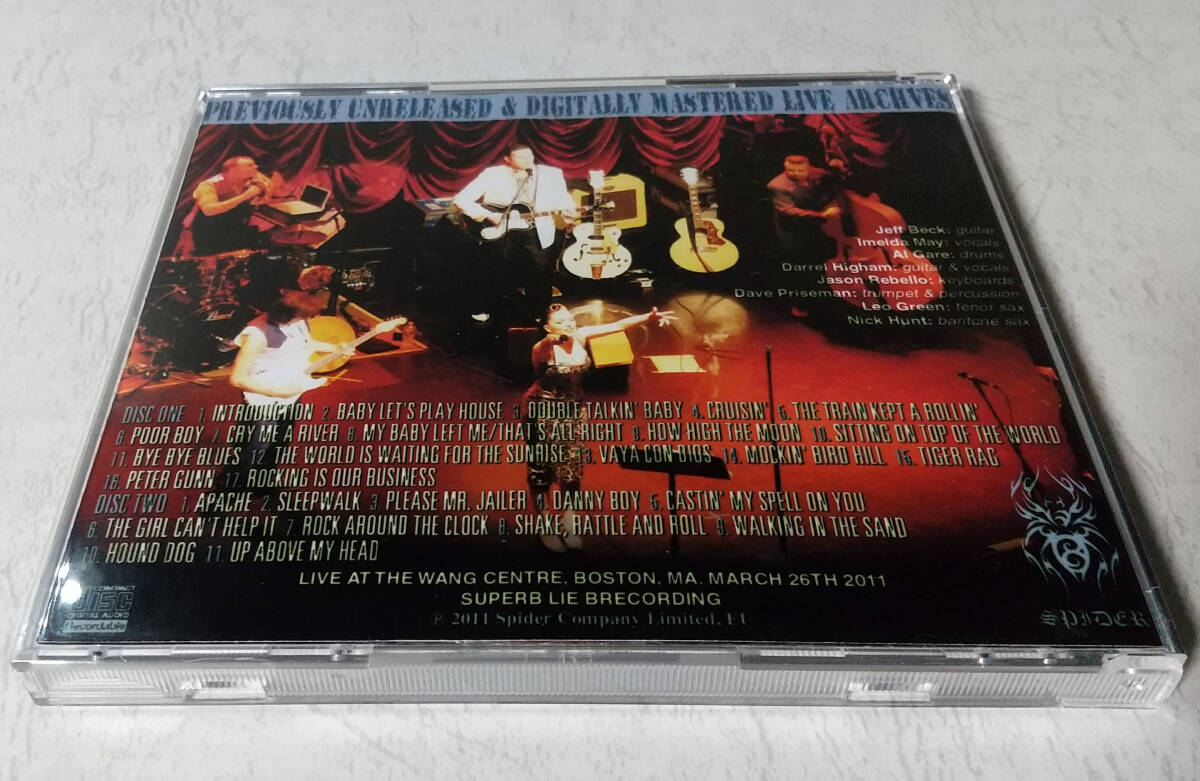 PREVIOUSLY UNRELEASED & DIGITALLY MASTERED LIVE ARCHVES
Jeff Beck: guitar
Imelda May: vocals
Al Gare: drums
Darrel Higham: guitar & vocals
Jason Rebello: keyboards
Dave Priseman: trumpet & percussion
Leo Green: tenor sax
Nick Hunt: baritone sax
DISC ONE 1. INTRODUCTION 2. BABY LET'S PLAY HOUSE 3. DOUBLE TALKIN' BABY 4. CRUISIN' 5. THE TRAIN KEPT A ROLLIN'
6. POOR BOY 7. CRY ME A RIVER 8. MY BABY LEFT ME/THAT'S ALL RIGHT 9. HOW HIGH THE MOON 10. SITTING ON TOP OF THE WORLD
11. BYE BYE BLUES 12. THE WORLD IS WAITING FOR THE SUNRISE 13. VAYA CON DIOS 14. MOCKIN' BIRD HILL 15. TIGER RAG
16. PETER GUNN 17. ROCKING IS OUR BUSINESS
DISC TWO 1. APACHE 2. SLEEPWALK 3. PLEASE MR. JAILER 4. DANNY BOY 5. CASTIN' MY SPELL ON YOU
6. THE GIRL CAN'T HELP IT 7. ROCK AROUND THE CLOCK 8. SHAKE, RATTLE AND ROLL 9. WALKING IN THE SAND
10. HOUND DOG 11. UP ABOVE MY HEAD
LIVE AT THE WANG CENTRE, BOSTON, MA. MARCH 26TH 2011
SUPERB LIE BRECORDING
℗ 2011 Spider Company Limited, EU
COMPACT
DISC
DIGITAL AUDIO
Recordable
SPIDER